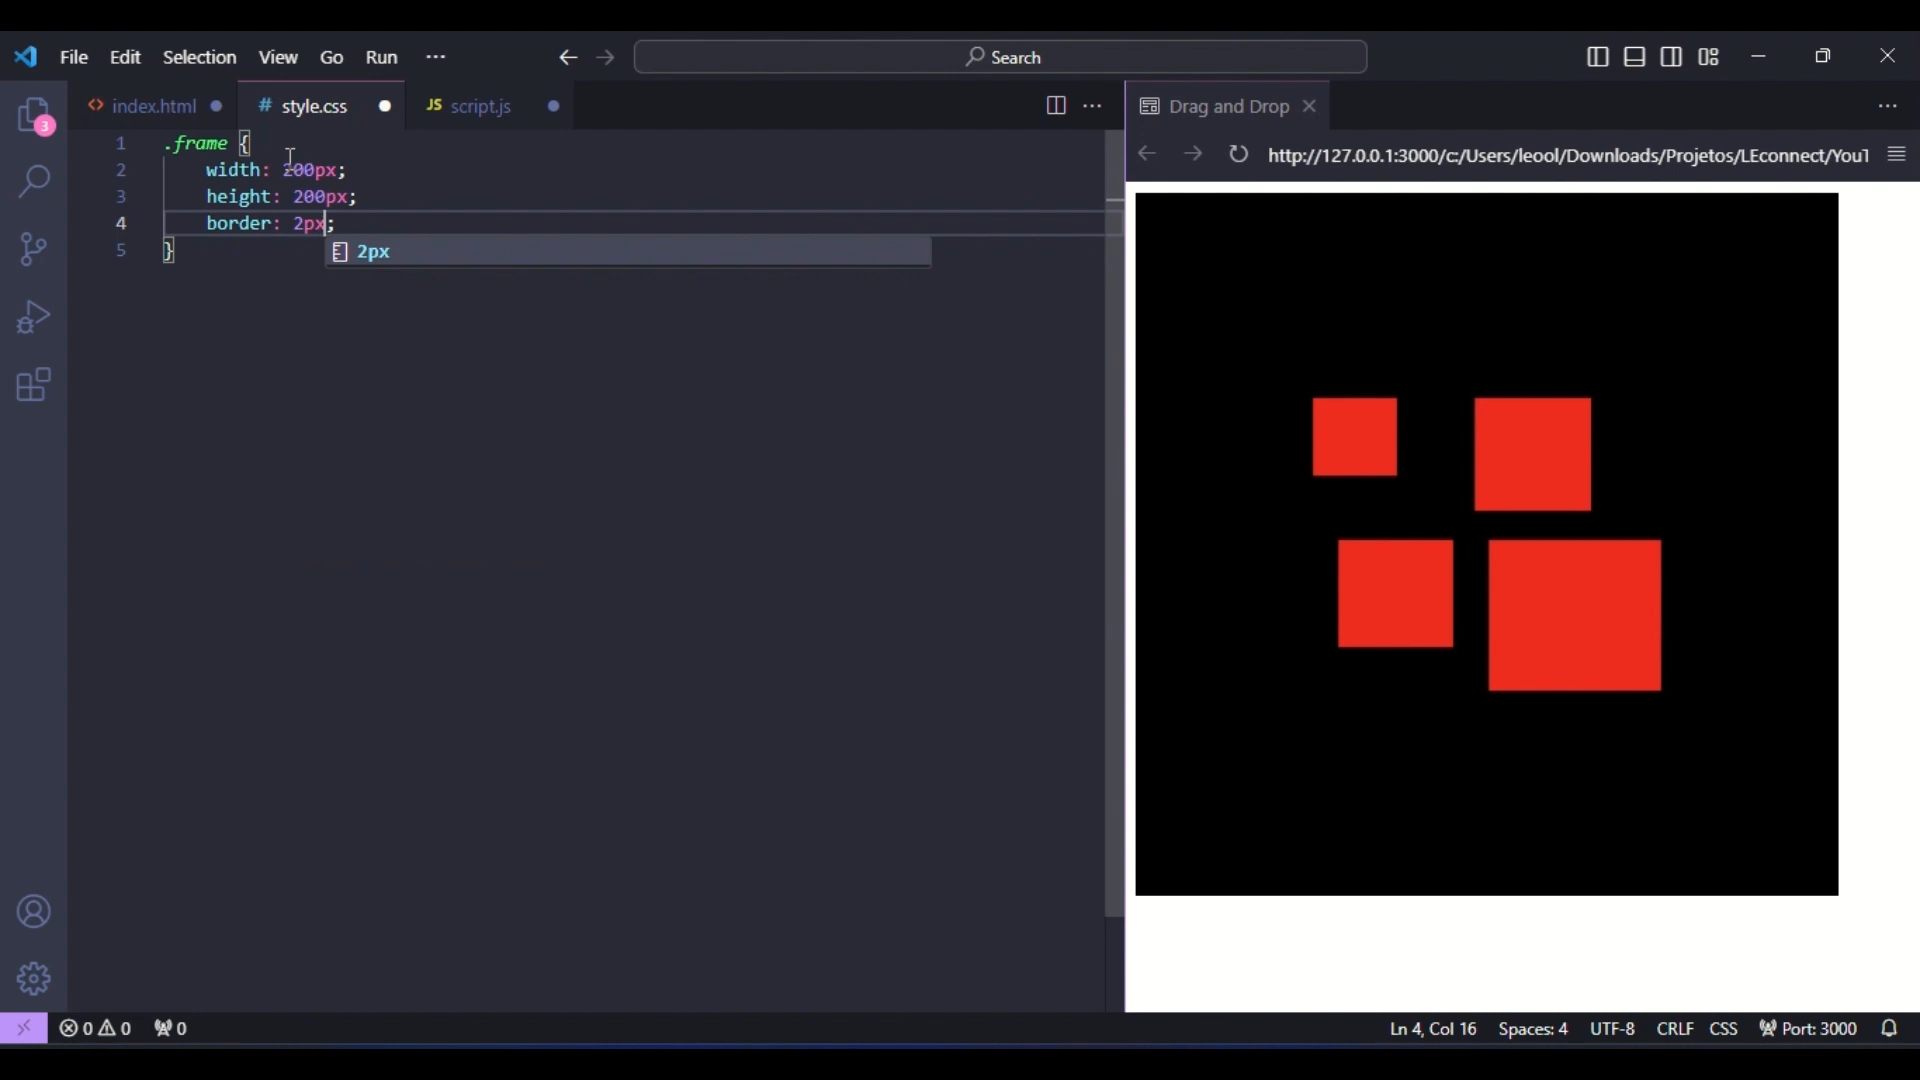 File Edit Selection View Go Run ··· Search
index.html style.css JS script.js Drag and Drop
http://127.0.0.1:3000/c:/Users/leool/Downloads/Projetos/LEconnect/YouT
3
1 .frame {
2 width: 200px;
3 height: 200px;
4 border: 2px;
5 }
2px
0 0 0 Ln 4, Col 16 Spaces: 4 UTF-8 CRLF CSS Port: 3000